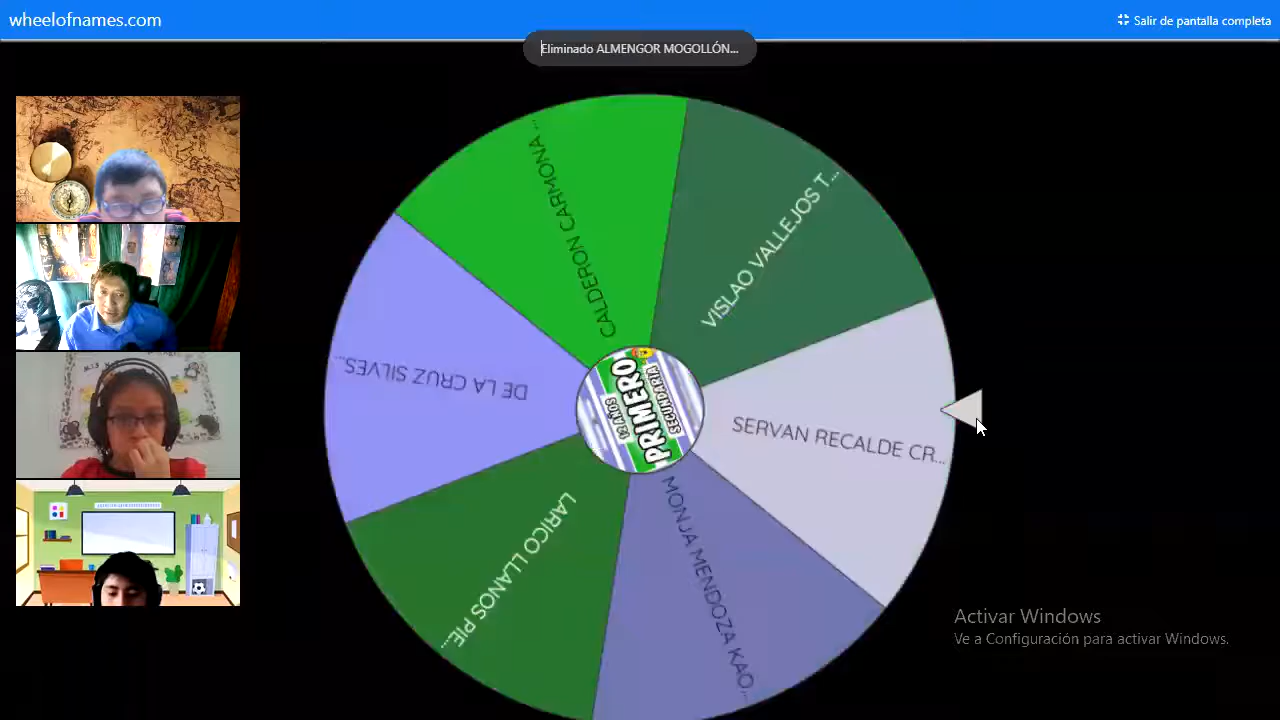 wheelofnames.com
Salir de pantalla completa
Eliminado ALMENGOR MOGOLLÓN...
CALDERON CARMONA ...
VISLAO VALLEJOS T...
DE LA CRUZ SILVES...
SERVAN RECALDE CR...
LARICO LLANOS PIE...
MONJA MENDOZA KAO...
PRIMERO
SECUNDARIA
Activar Windows
Ve a Configuración para activar Windows.